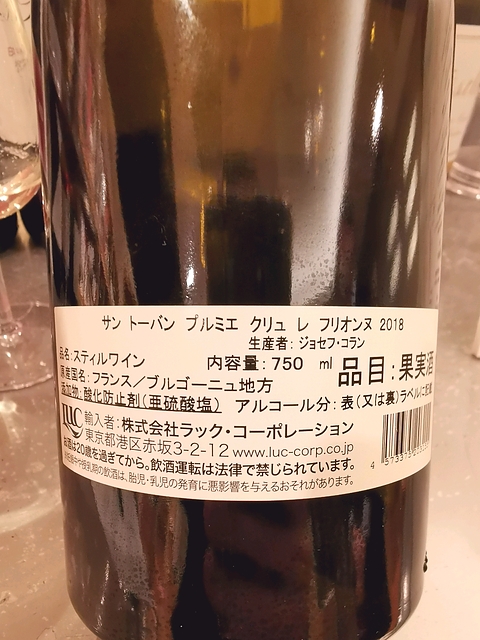 サン トーバン プルミエ クリュ レ フリオンヌ 2018
生産者: ジョセフ・コラン
品名:スティルワイン 内容量:750 ml 品目:果実酒
原産国名:フランス/ブルゴーニュ地方
添加物:酸化防止剤(亜硫酸塩) アルコール分:表(又は裏)ラベルに記載
LUC 輸入者:株式会社ラック・コーポレーション
東京都港区赤坂3-2-12 www.luc-corp.co.jp
お酒は20歳を過ぎてから。飲酒運転は法律で禁じられています。
妊娠中や授乳期の飲酒は、胎児・乳児の発育に悪影響を与えるおそれがあります。